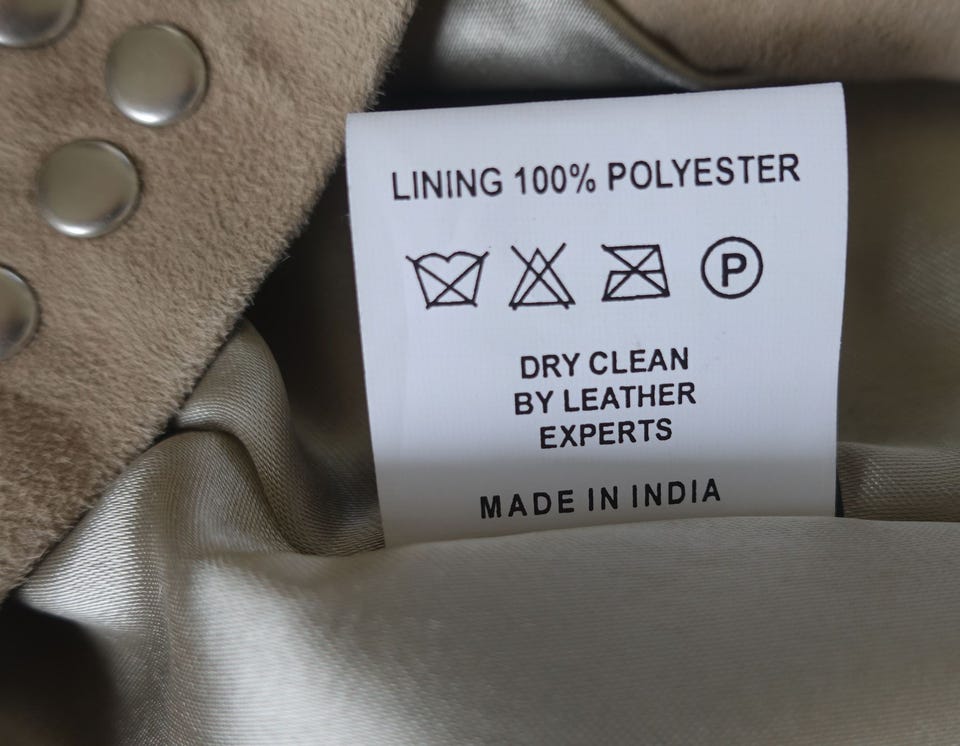 LINING 100% POLYESTER
P
DRY CLEAN
BY LEATHER
EXPERTS
MADE IN INDIA